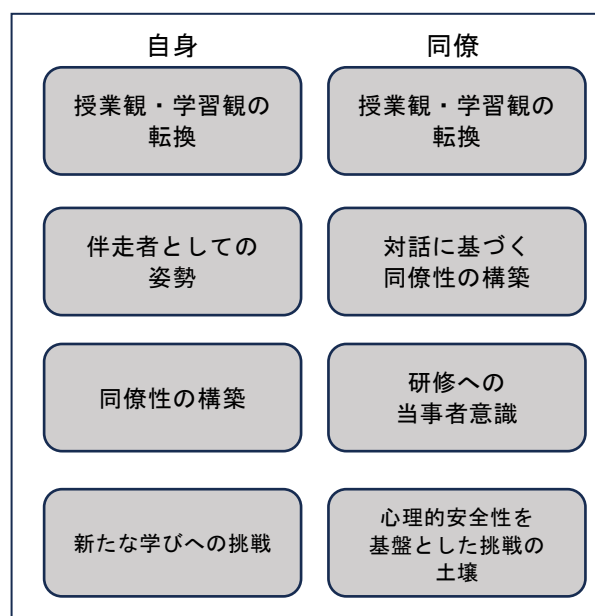 自身
同僚
授業観・学習観の
転換
授業観・学習観の
転換
伴走者としての
姿勢
対話に基づく
同僚性の構築
同僚性の構築
研修への
当事者意識
新たな学びへの挑戦
心理的安全性を
基盤とした挑戦の
土壌